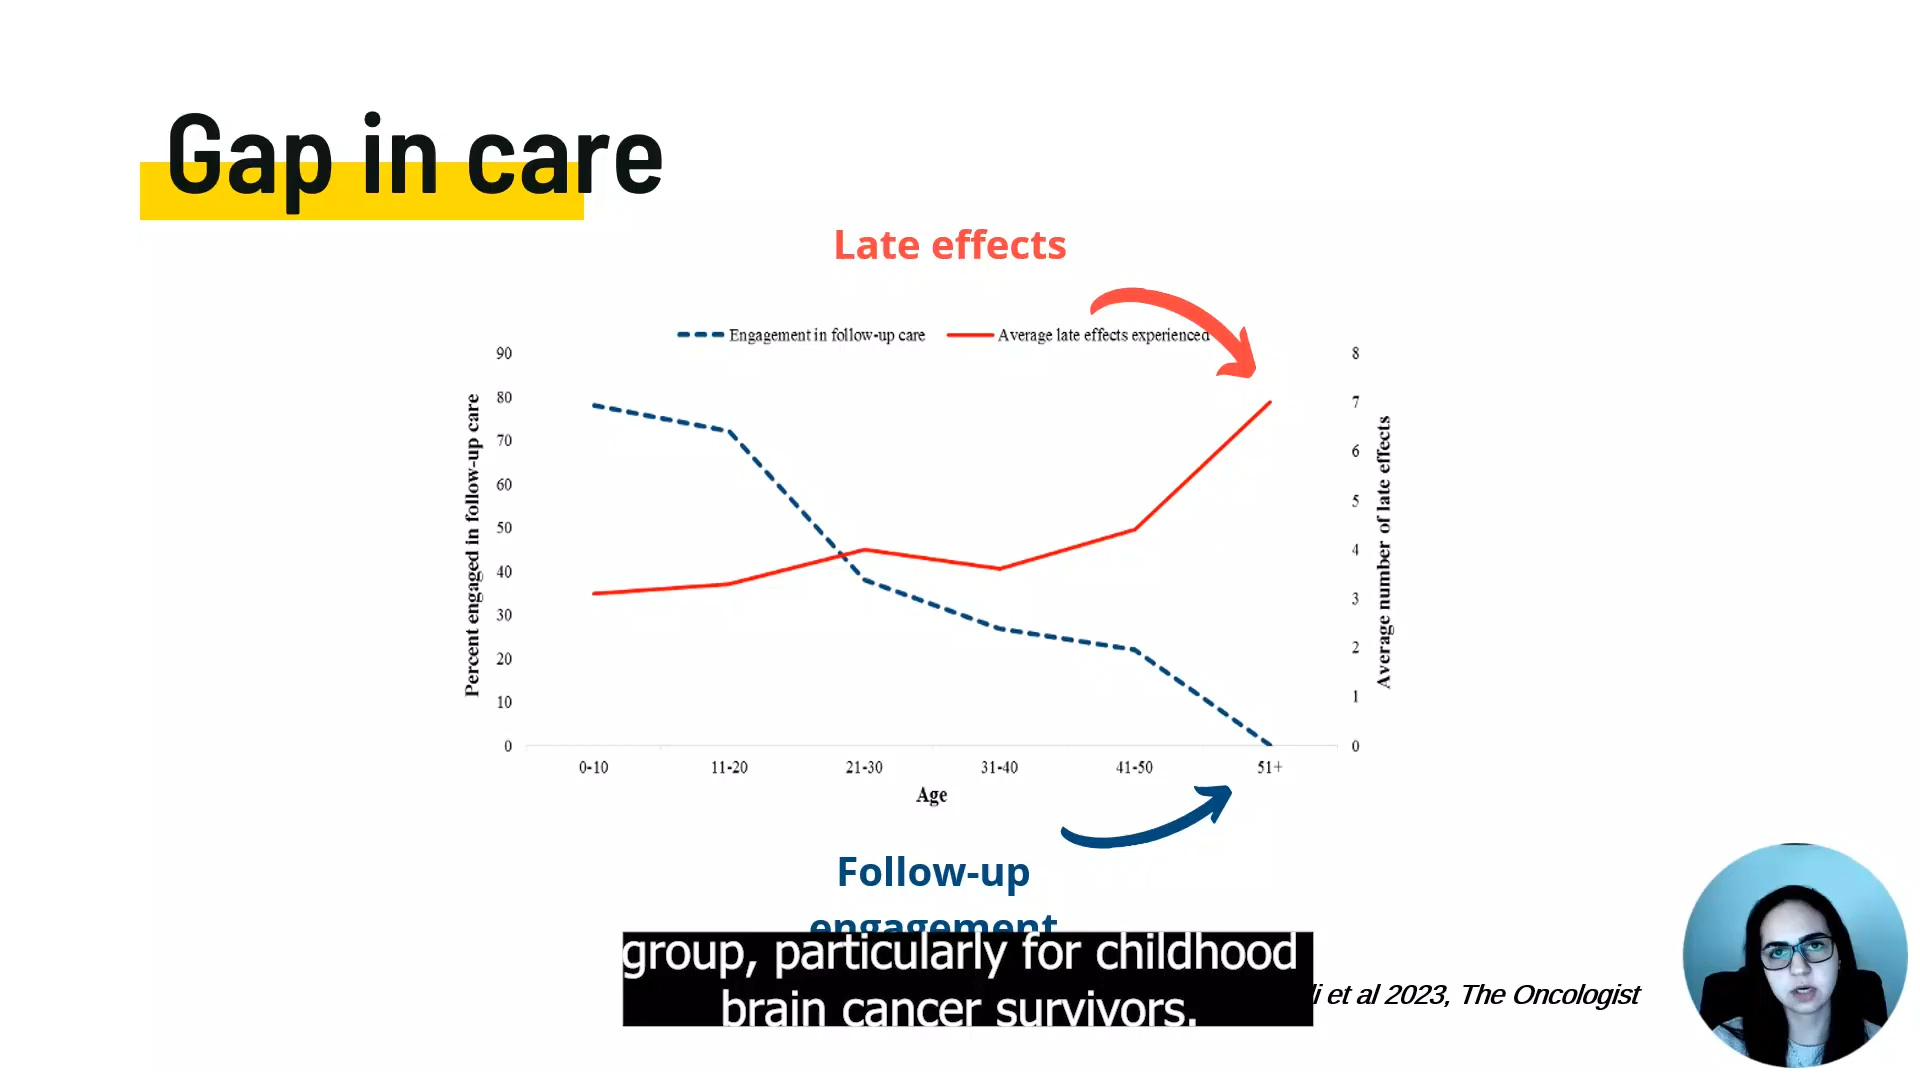 Gap in care
Late effects
Engagement in follow-up care
Average late effects experienced
90
80
70
60
50
40
30
20
10
0
Percent engaged in follow-up care
8
7
6
5
4
3
2
1
0
Average number of late effects
0-10
11-20
21-30
31-40
41-50
51+
Age
Follow-up
engagement
group, particularly for childhood
brain cancer survivors.
et al 2023, The Oncologist